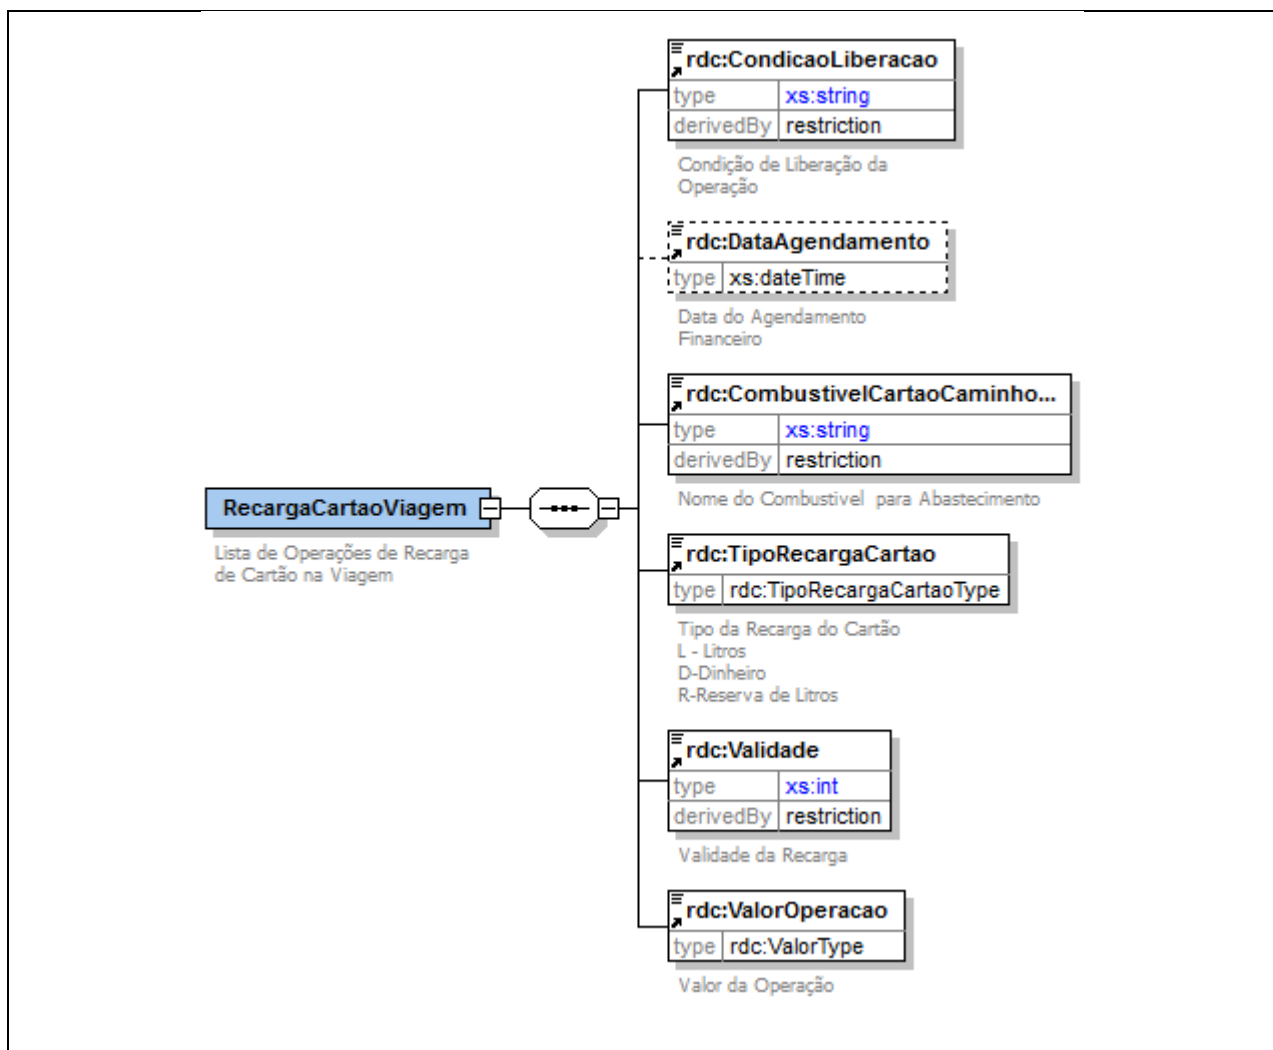 rdc:CondicaoLiberacao
type xs:string
derivedBy restriction
Condição de Liberação da
Operação
rdc:DataAgendamento
type xs:dateTime
Data do Agendamento
Financeiro
rdc:CombustivelCartaoCaminho...
type xs:string
derivedBy restriction
Nome do Combustivel para Abastecimento
RecargaCartaoViagem
Lista de Operações de Recarga
de Cartão na Viagem
rdc:TipoRecargaCartao
type rdc:TipoRecargaCartaoType
Tipo da Recarga do Cartão
L - Litros
D-Dinheiro
R-Reserva de Litros
rdc:Validade
type xs:int
derivedBy restriction
Validade da Recarga
rdc:ValorOperacao
type rdc:ValorType
Valor da Operação